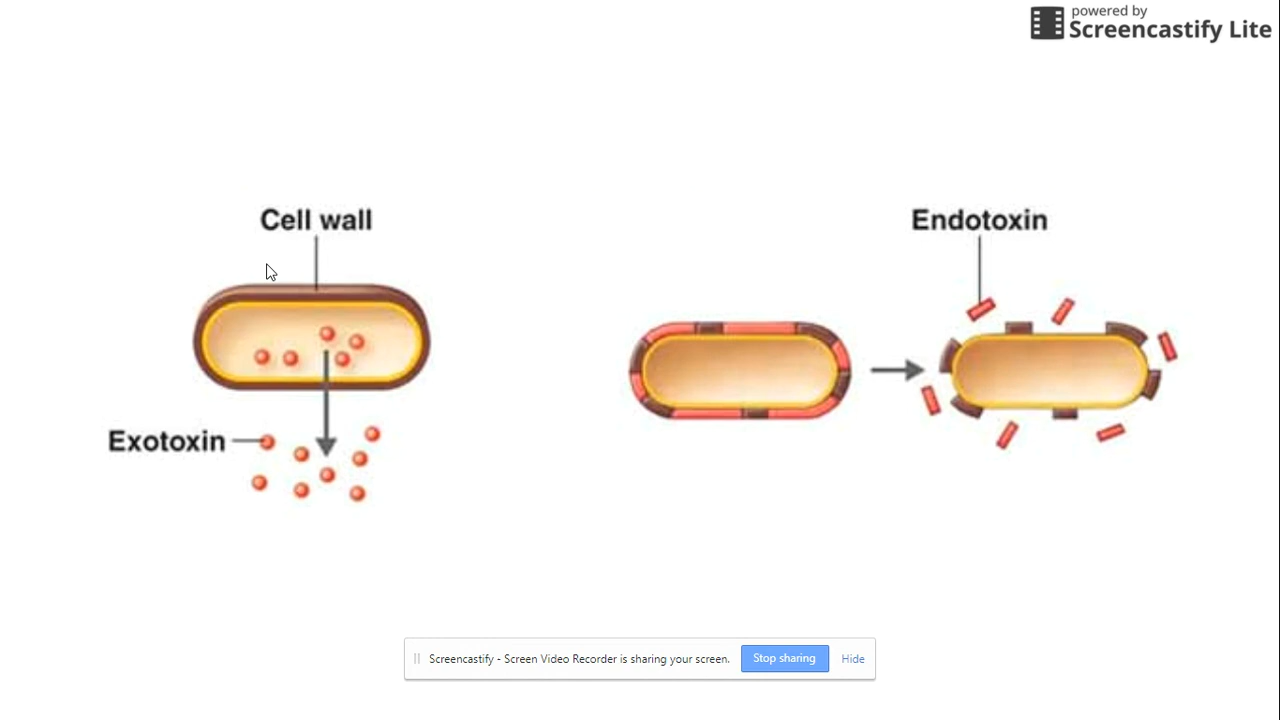 powered by
Screencastify Lite
Cell wall
Endotoxin
Exotoxin
Screencastify - Screen Video Recorder is sharing your screen.
Stop sharing
Hide